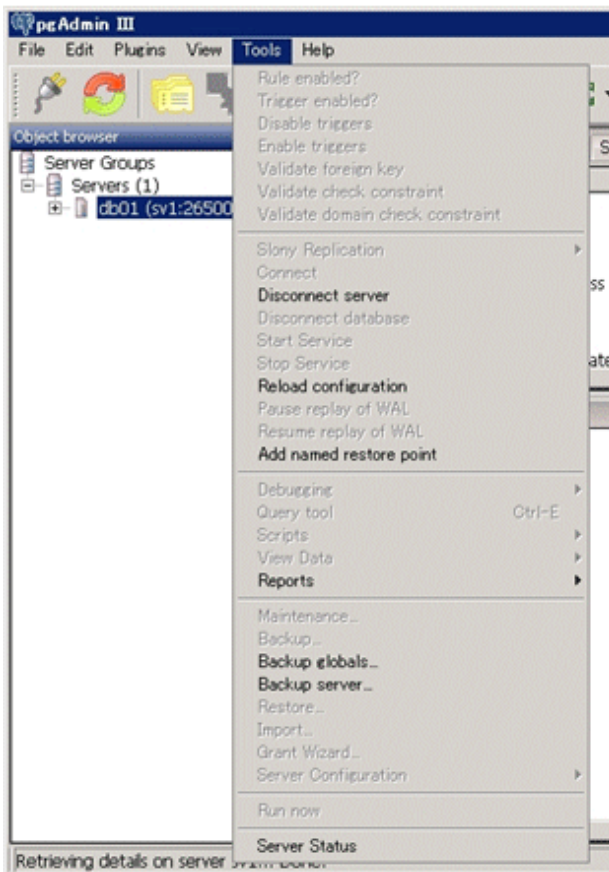 pgAdmin III
File Edit Plugins View Tools Help
Object browser
Server Groups
Servers (1)
db01 (sv1:26500
Rule enabled?
Trigger enabled?
Disable triggers
Enable triggers
Validate foreign key
Validate check constraint
Validate domain check constraint
Slony Replication
Connect
Disconnect server
Disconnect database
Start Service
Stop Service
Reload configuration
Pause replay of WAL
Resume replay of WAL
Add named restore point
Debugging
Query tool Ctrl-E
Scripts
View Data
Reports
Maintenance...
Backup...
Backup globals...
Backup server...
Restore...
Import...
Grant Wizard...
Server Configuration
Run now
Server Status
Retrieving details on server